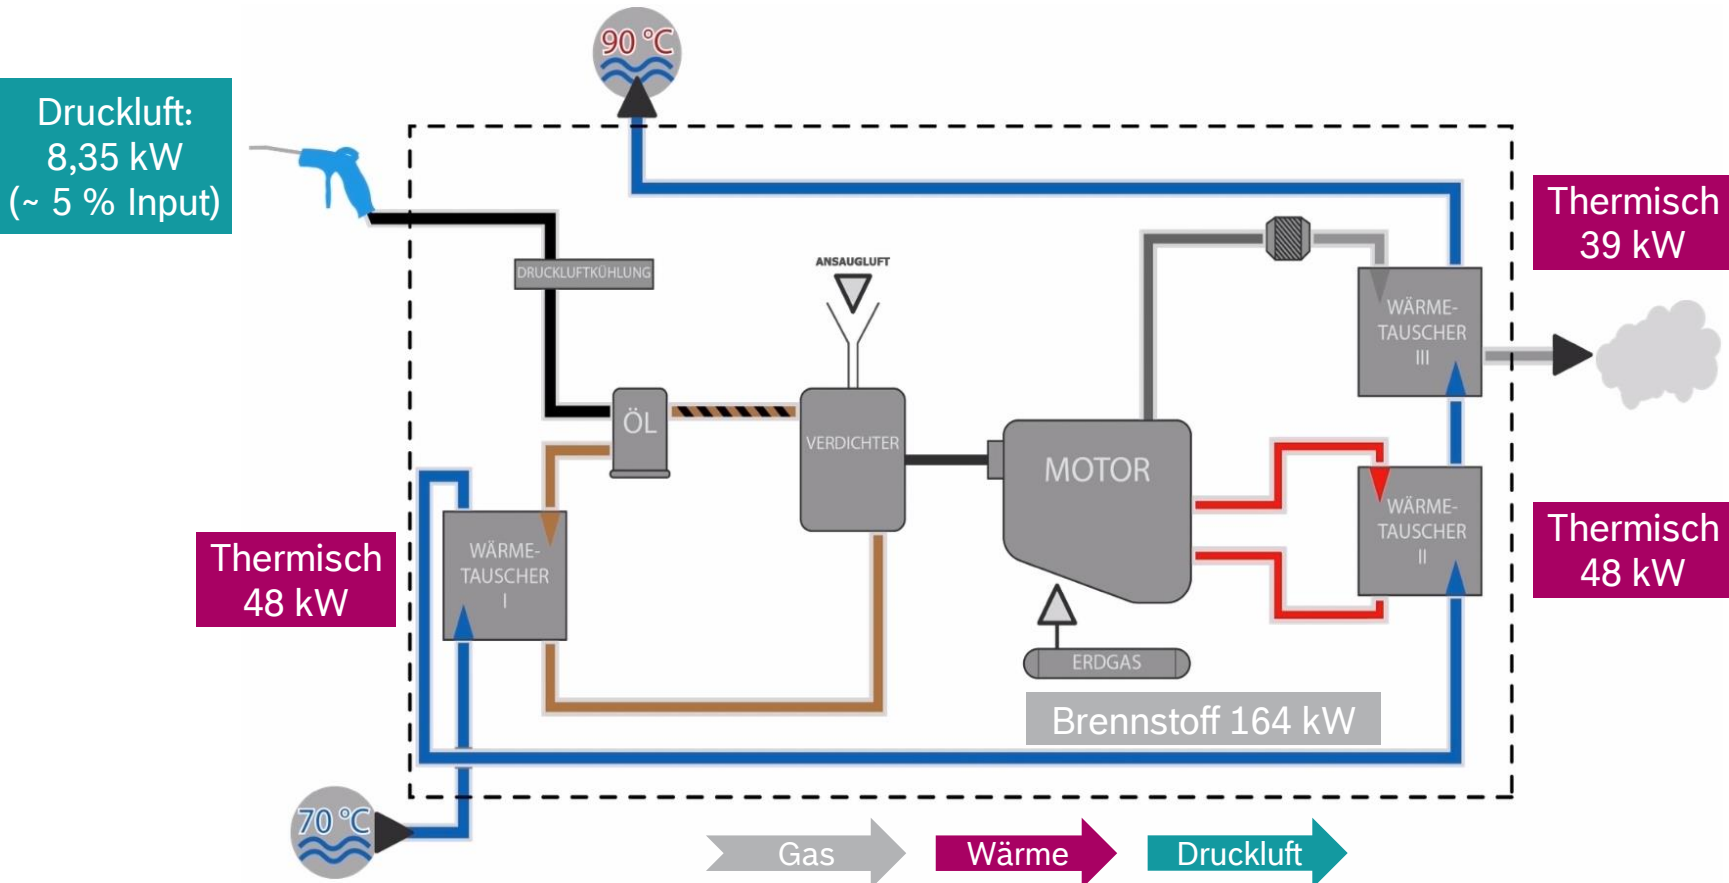 90 °C
Druckluft:
8,35 kW
(~ 5 % Input)
Thermisch
39 kW
ANSAUGLUFT
DRUCKLUFTKÜHLUNG
WÄRME-
TAUSCHER
III
ÖL
VERDICHTER
MOTOR
WÄRME-
TAUSCHER
II
Thermisch
48 kW
WÄRME-
TAUSCHER
I
Thermisch
48 kW
ERDGAS
Brennstoff 164 kW
70 °C
Gas
Wärme
Druckluft